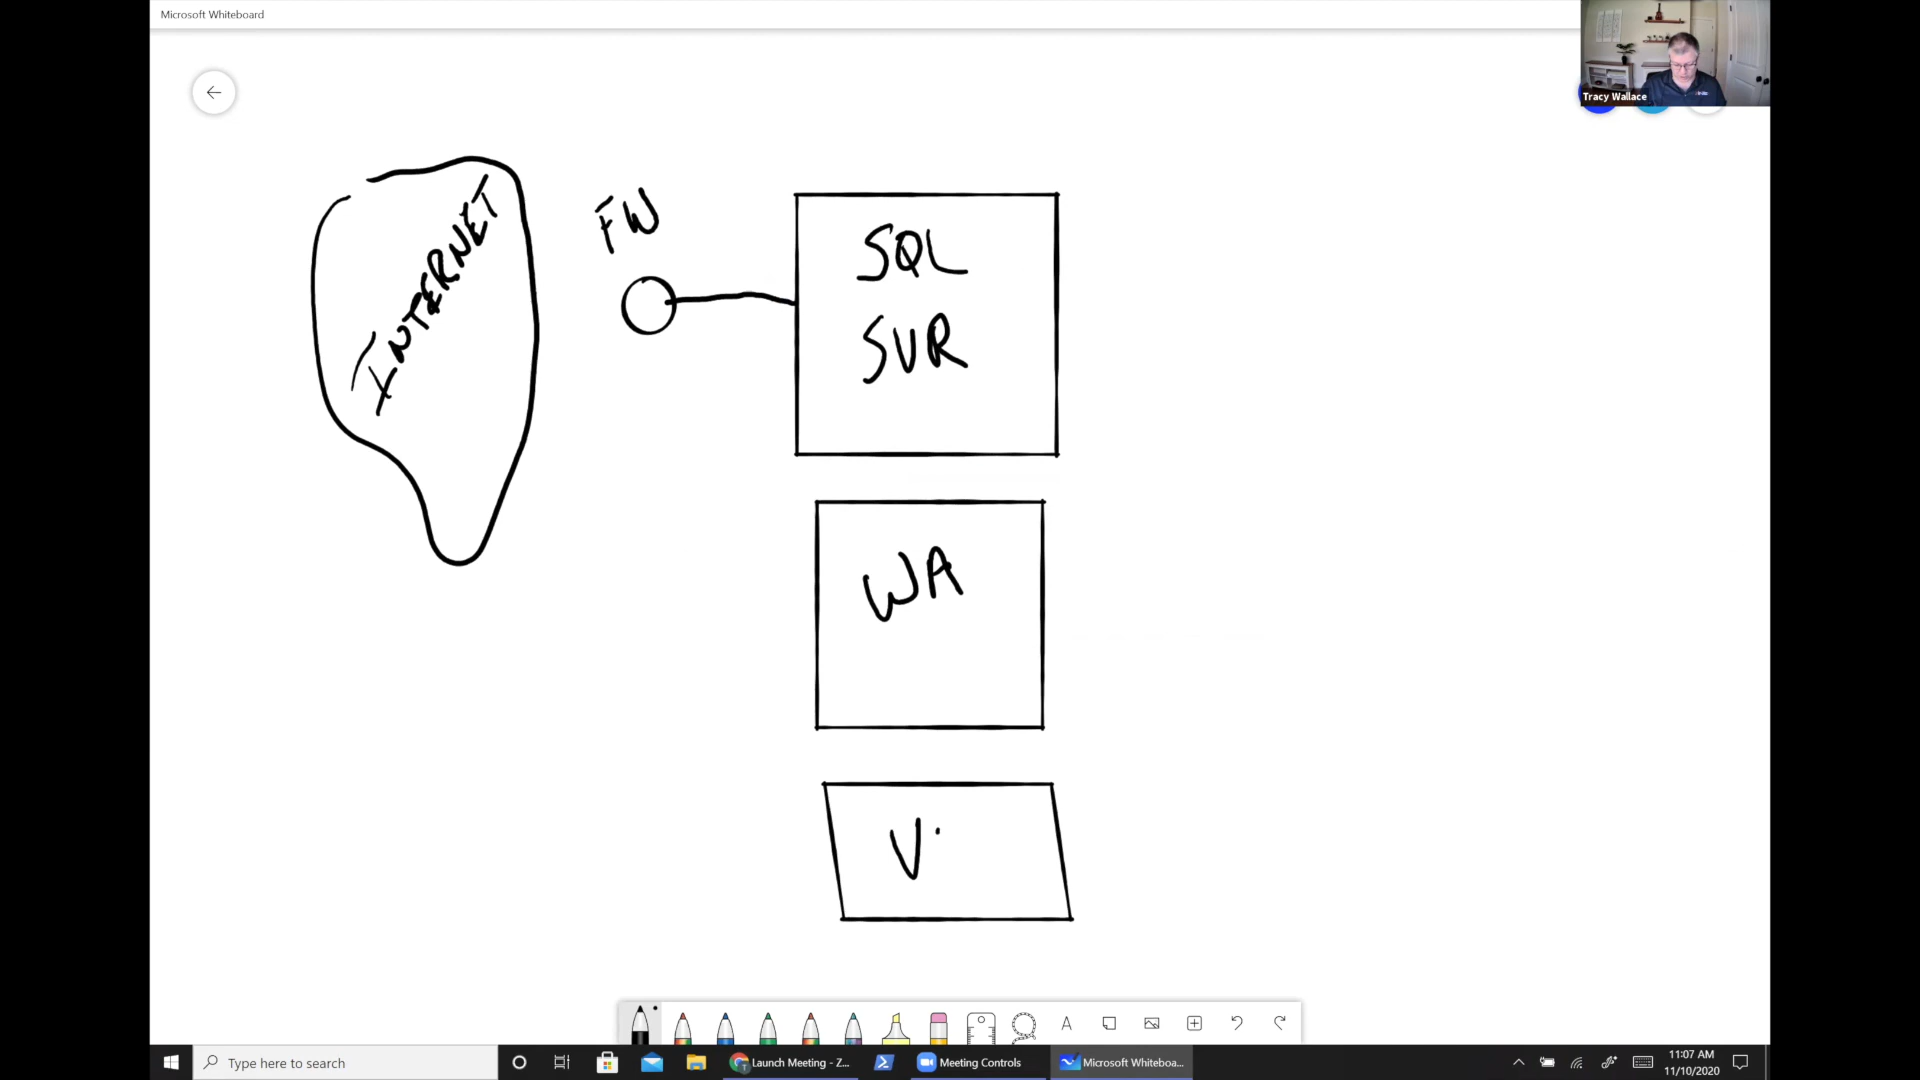 Microsoft Whiteboard
Tracy Wallace
INTERNET
FW
SQL
SVR
WA
V
Type here to search
Launch Meeting - Z...
Meeting Controls
Microsoft Whiteboa...
11:07 AM
11/10/2020